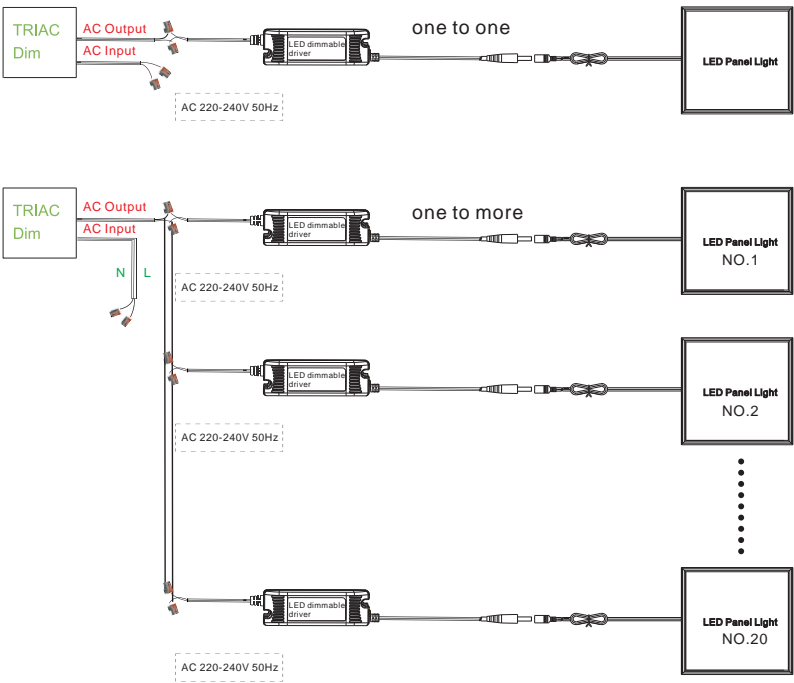 TRIAC
Dim
AC Output
AC Input
LED dimmable
driver
one to one
LED Panel Light
AC 220-240V 50Hz
TRIAC
Dim
AC Output
AC Input
N L
LED dimmable
driver
one to more
LED Panel Light
NO.1
AC 220-240V 50Hz
LED dimmable
driver
LED Panel Light
NO.2
AC 220-240V 50Hz
LED dimmable
driver
LED Panel Light
NO.20
AC 220-240V 50Hz